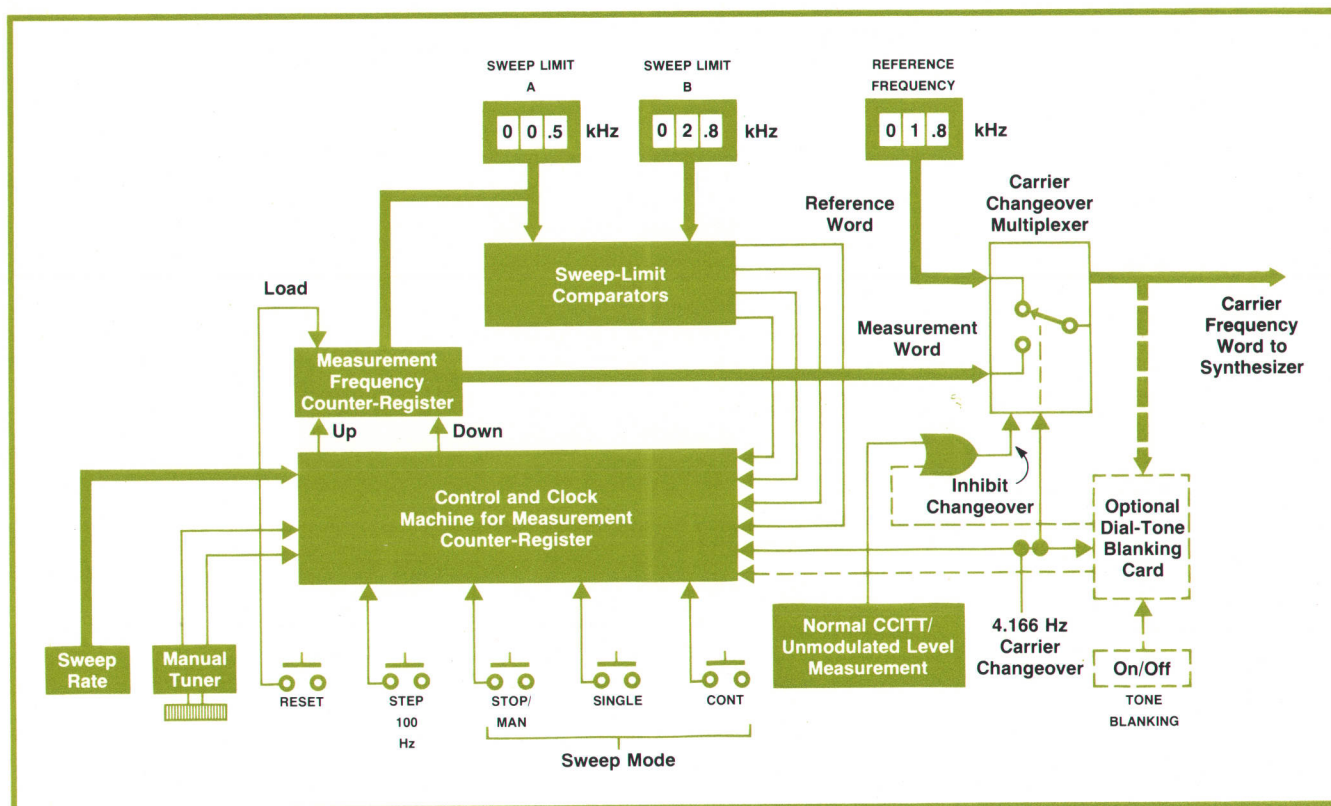 SWEEP LIMIT
A
SWEEP LIMIT
B
REFERENCE
FREQUENCY
0 0 .5 kHz
0 2 .8 kHz
0 1 .8 kHz
Reference
Word
Carrier
Changeover
Multiplexer
Sweep-Limit
Comparators
Load
Measurement
Word
Carrier
Frequency
Word to
Synthesizer
Measurement
Frequency
Counter-Register
Up
Down
Control and Clock
Machine for Measurement
Counter-Register
Inhibit
Changeover
Optional
Dial-Tone
Blanking
Card
Sweep
Rate
Manual
Tuner
RESET
STEP
100
Hz
STOP/
MAN
SINGLE
CONT
Sweep Mode
Normal CCITT/
Unmodulated Level
Measurement
4.166 Hz
Carrier
Changeover
On/Off
TONE
BLANKING